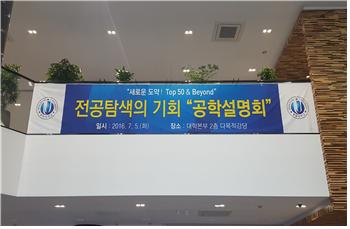 "새로운 도약! Top 50 & Beyond"
전공탐색의 기회 "공학설명회"
일시 : 2016. 7. 5.(화) 장소 : 대학본부 2층 다목적강당